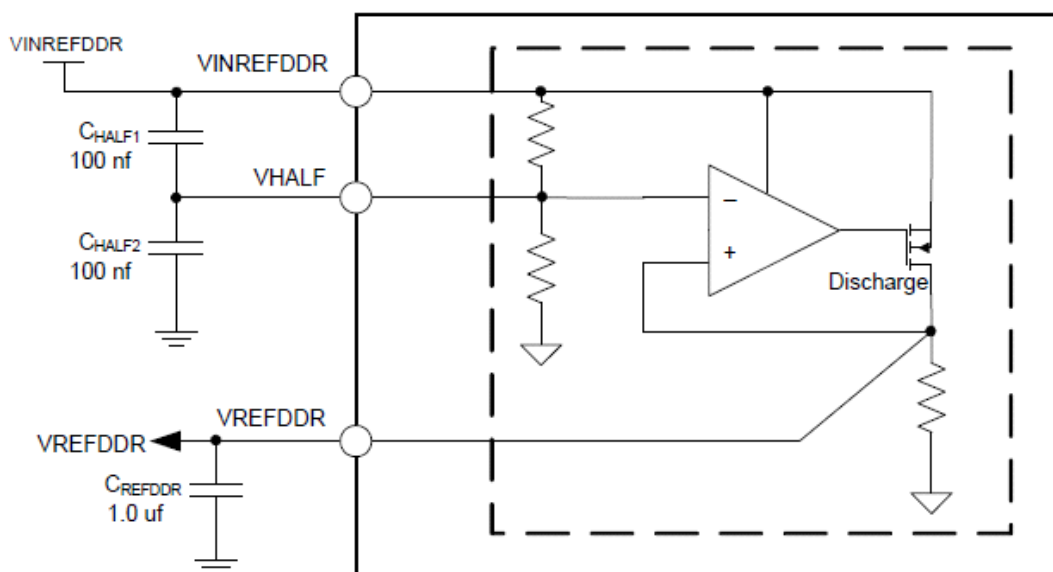 VINREFDDR
VINREFDDR
CHALF1
100 nf
VHALF
CHALF2
100 nf
−
+
Discharge
VREFDDR
VREFDDR
CREFDDR
1.0 uf